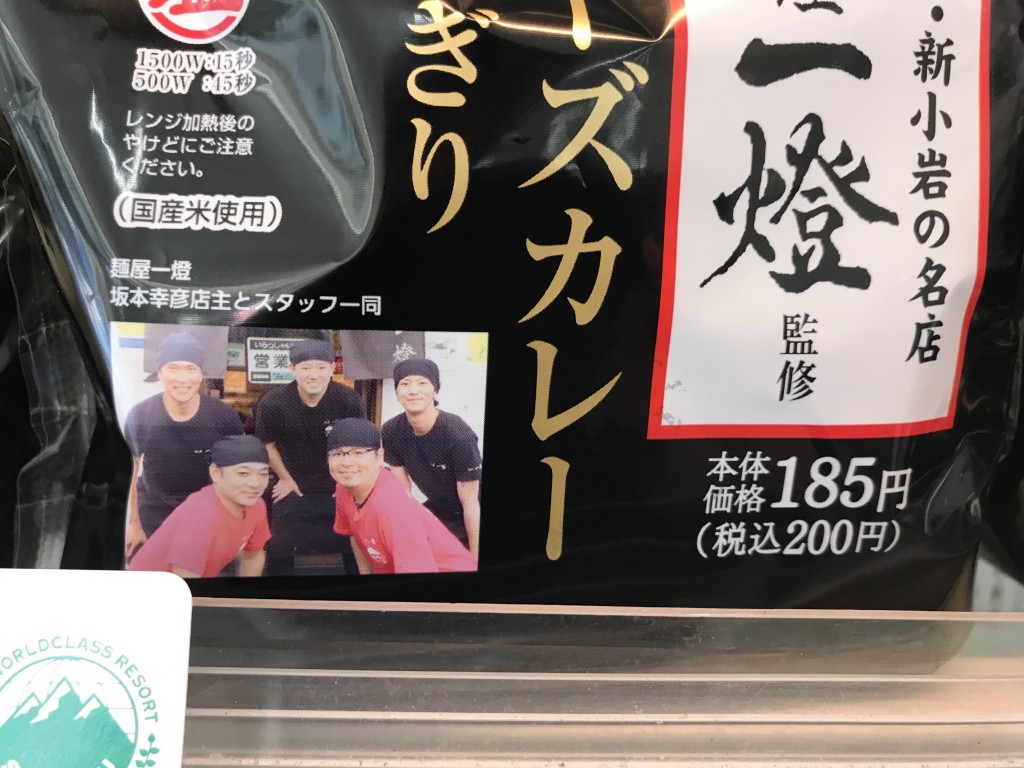 1500W:15秒
500W :45秒
レンジ加熱後の
やけどにご注意
ください。
(国産米使用)
麺屋一燈
坂本幸彦店主とスタッフ一同
営業
燈
ぎり
ーズカレー
・新小岩の名店
一燈
監修
本体
価格185円
(税込200円)
WORLDCLASS RESORT